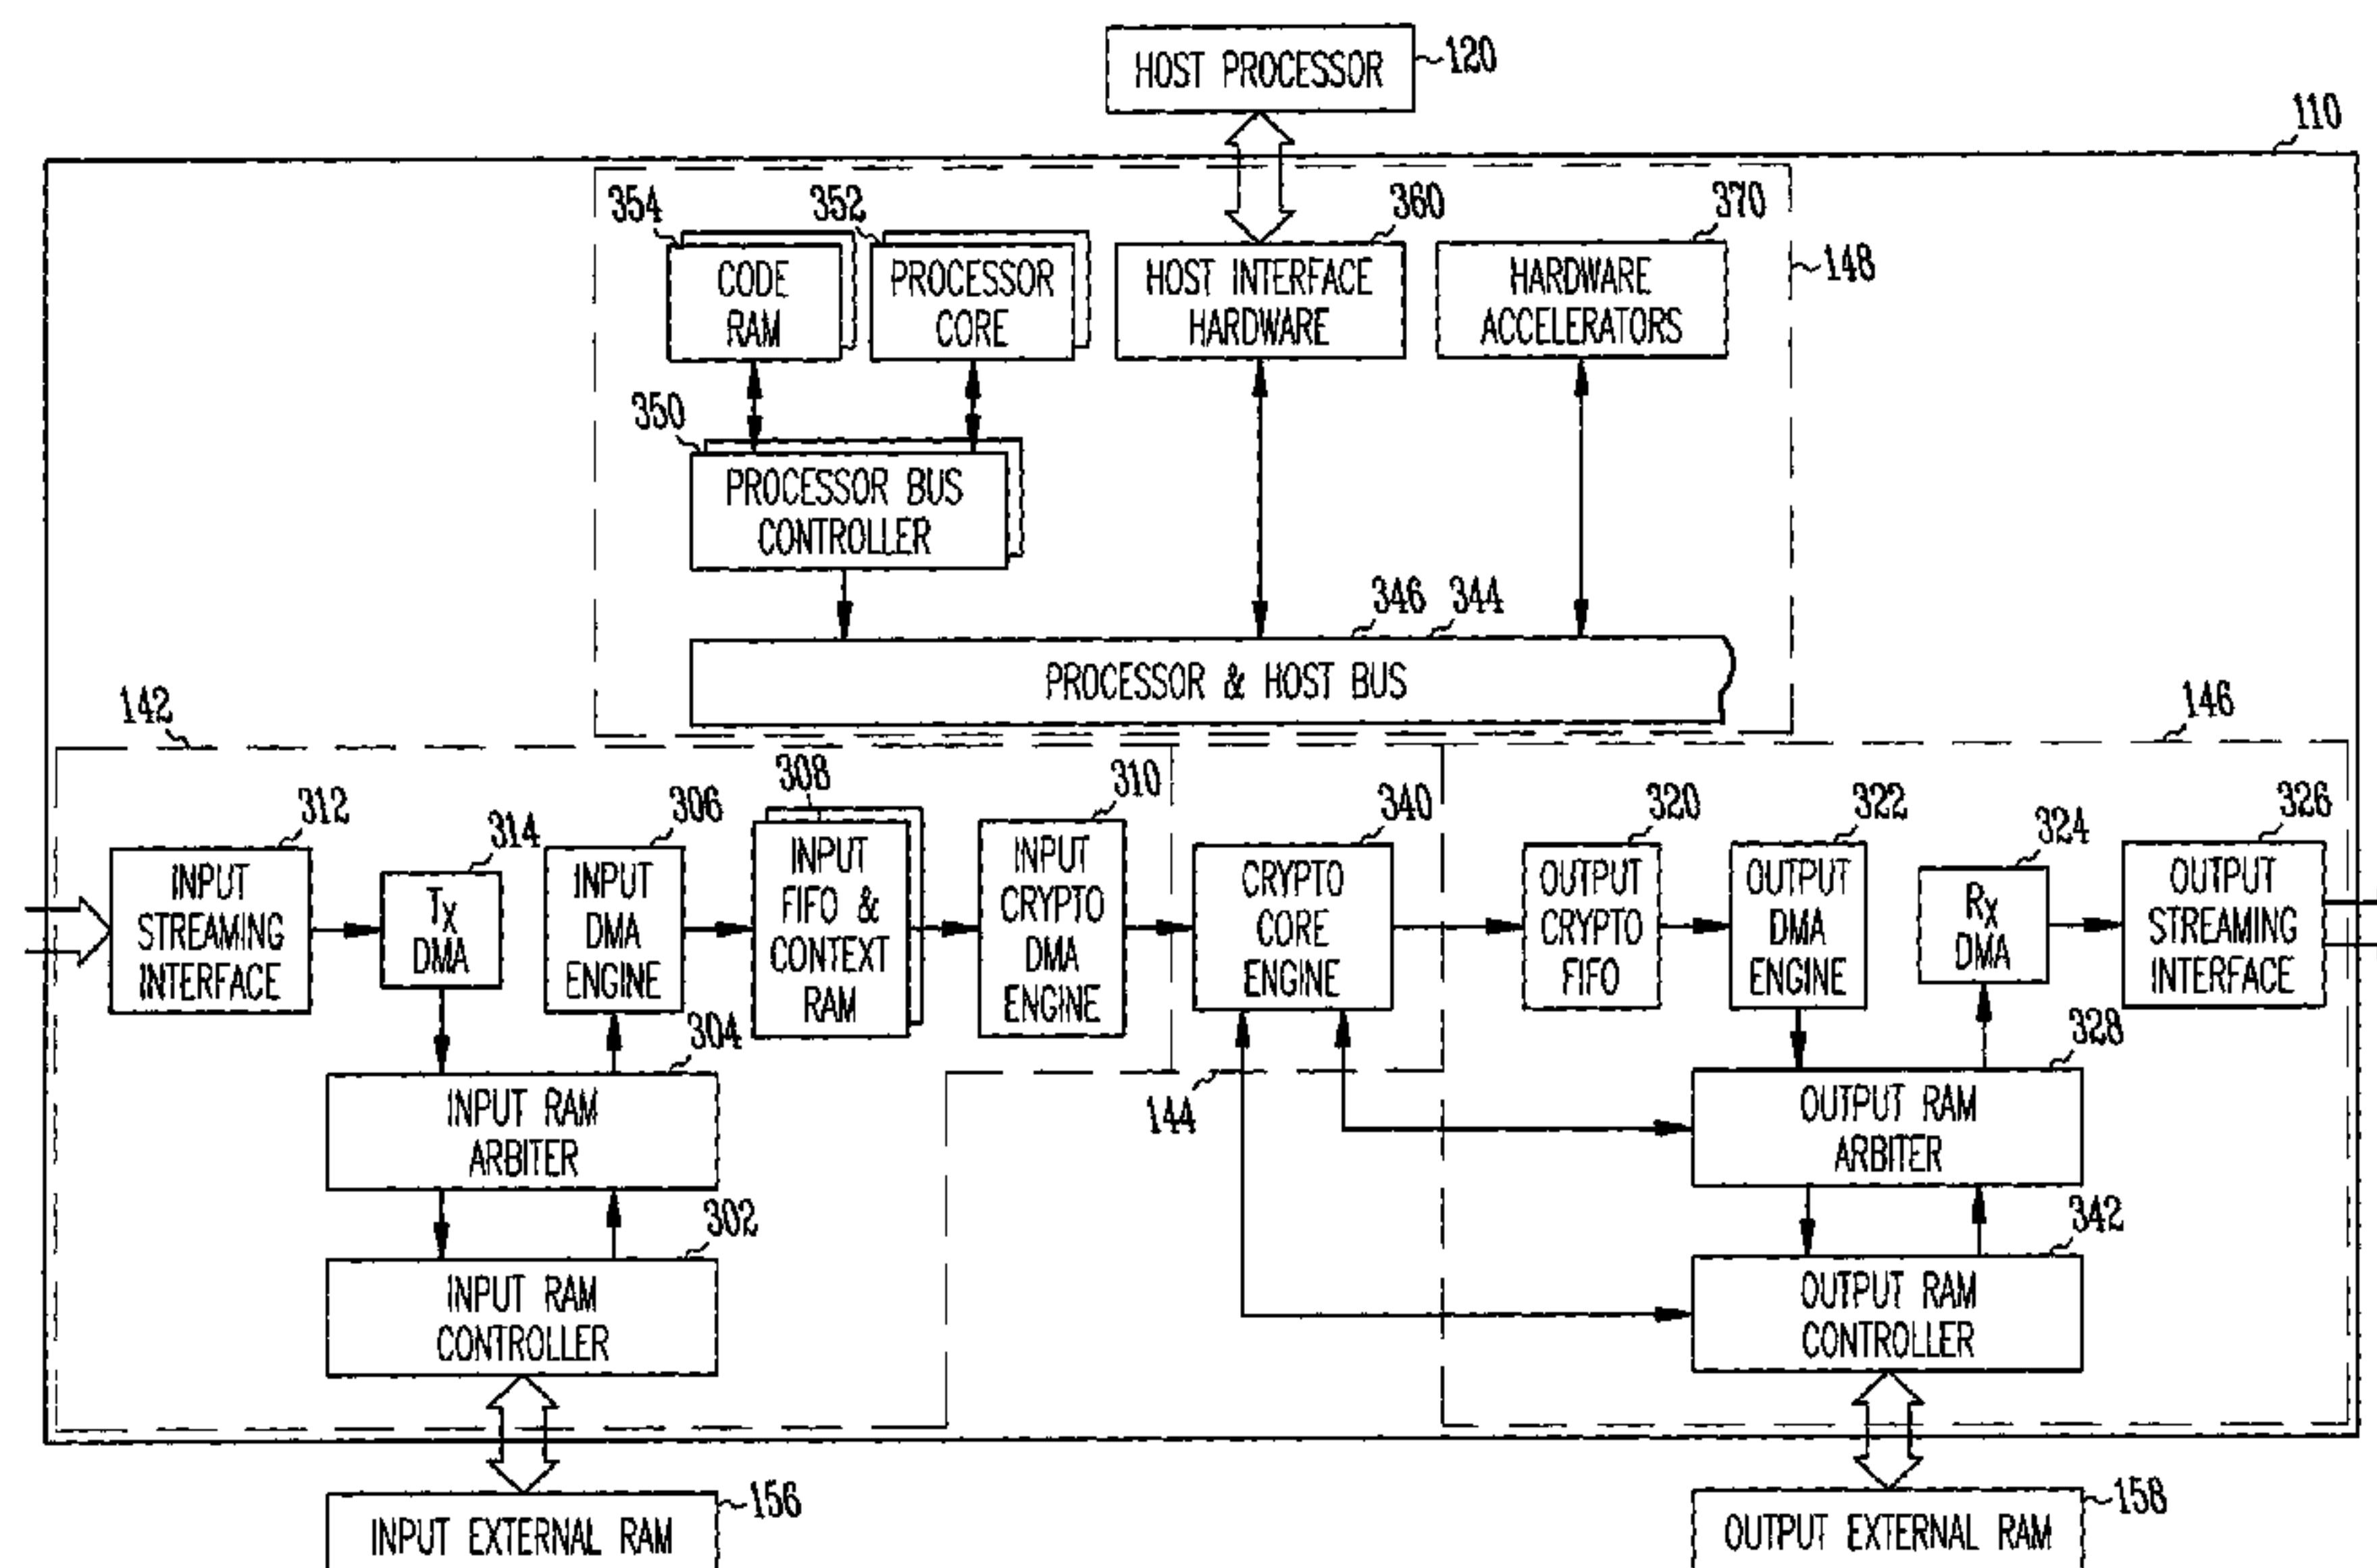 HOST PROCESSOR
120
110
354
352
360
370
CODE
RAM
PROCESSOR
CORE
HOST INTERFACE
HARDWARE
HARDWARE
ACCELERATORS
148
350
PROCESSOR BUS
CONTROLLER
346
344
PROCESSOR & HOST BUS
142
146
312
314
306
308
310
340
320
322
324
326
INPUT
STREAMING
INTERFACE
Tx
DMA
INPUT
DMA
ENGINE
INPUT
FIFO &
CONTEXT
RAM
INPUT
CRYPTO
DMA
ENGINE
CRYPTO
CORE
ENGINE
OUTPUT
CRYPTO
FIFO
OUTPUT
DMA
ENGINE
Rx
DMA
OUTPUT
STREAMING
INTERFACE
304
328
INPUT RAM
ARBITER
144
OUTPUT RAM
ARBITER
302
342
INPUT RAM
CONTROLLER
OUTPUT RAM
CONTROLLER
156
158
INPUT EXTERNAL RAM
OUTPUT EXTERNAL RAM